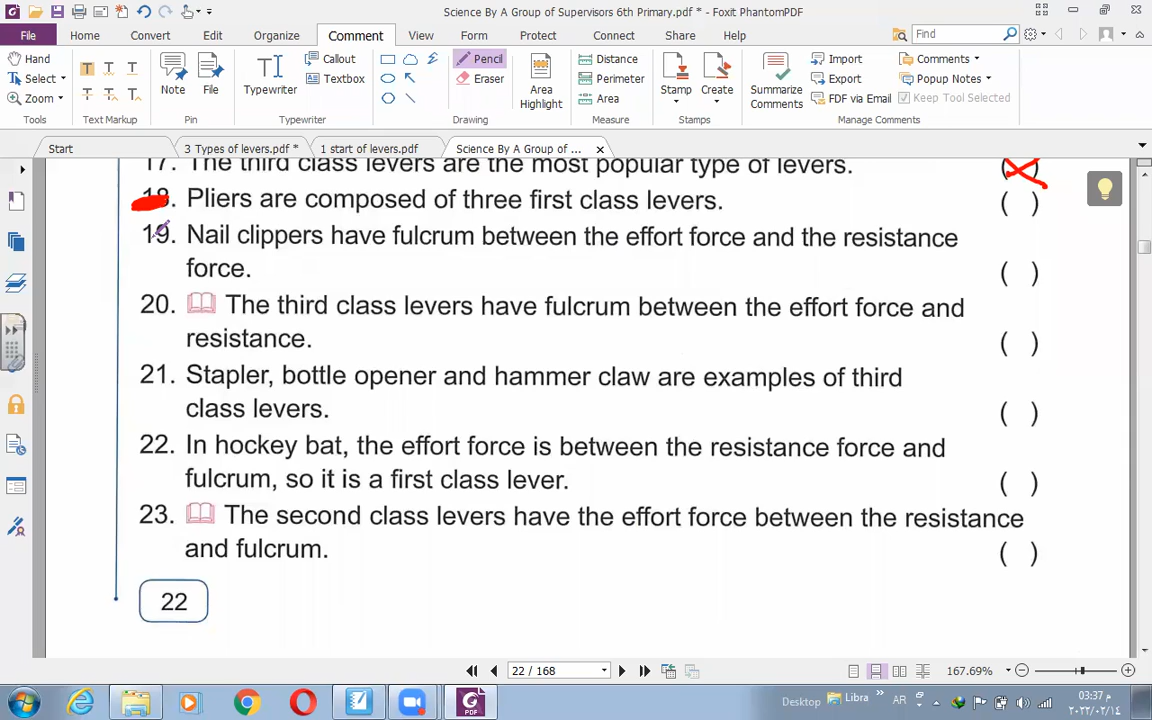 Science By A Group of Supervisors 6th Primary.pdf * - Foxit PhantomPDF
File Home Convert Edit Organize Comment View Form Protect Connect Share Help Find
Hand
Select
Zoom
Tools
Text Markup
Note
File
Pin
Typewriter
Callout
Textbox
Typewriter
Pencil
Eraser
Drawing
Area
Highlight
Distance
Perimeter
Area
Measure
Stamp
Create
Stamps
Summarize
Comments
Import
Export
FDF via Email
Comments
Popup Notes
Keep Tool Selected
Manage Comments
Start 3 Types of levers.pdf * 1 start of levers.pdf Science By A Group of ...
17. The third class levers are the most popular type of levers. ( )
18. Pliers are composed of three first class levers. ( )
19. Nail clippers have fulcrum between the effort force and the resistance
force. ( )
20. The third class levers have fulcrum between the effort force and
resistance. ( )
21. Stapler, bottle opener and hammer claw are examples of third
class levers. ( )
22. In hockey bat, the effort force is between the resistance force and
fulcrum, so it is a first class lever. ( )
23. The second class levers have the effort force between the resistance
and fulcrum. ( )
22
22 / 168
167.69%
PDF
Desktop Libra » AR
03:37 م
٢٠٢٢/٠٢/١٤